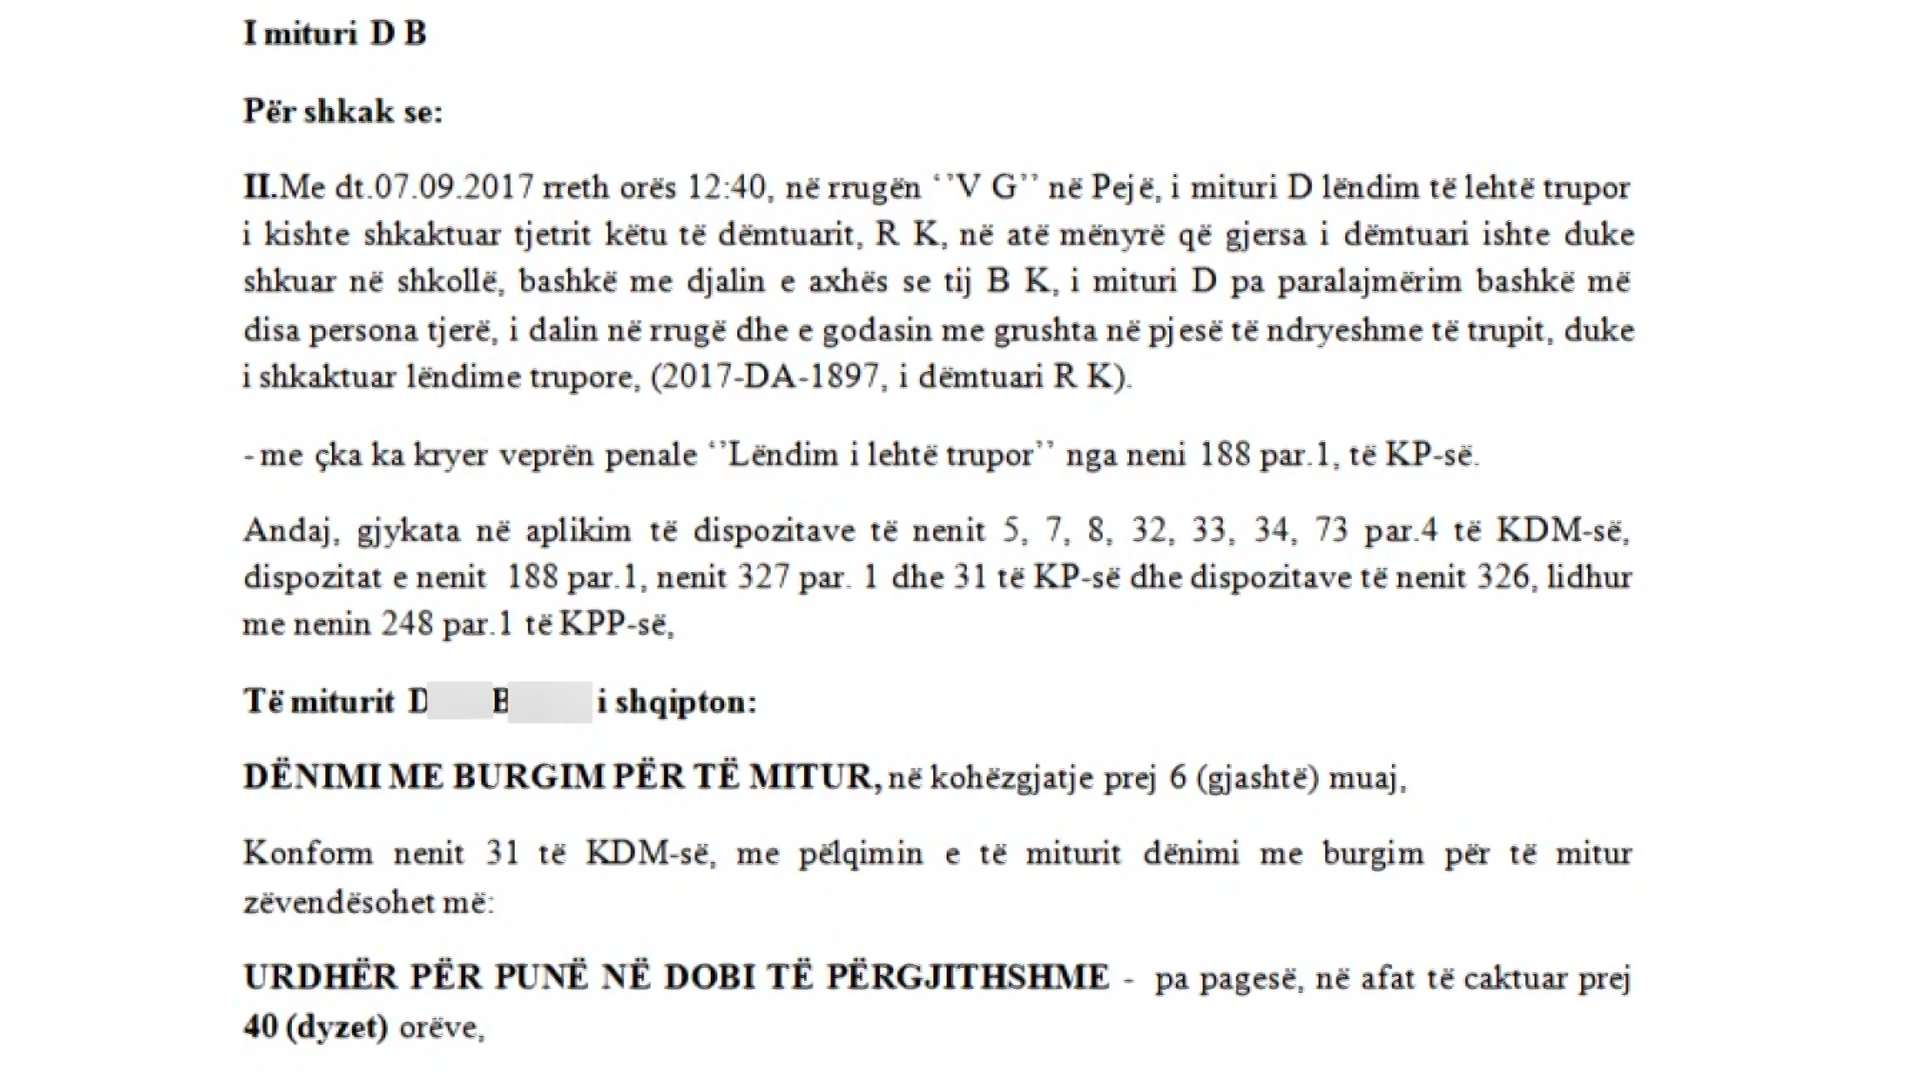 I mituri D B
Për shkak se:
II.Me dt.07.09.2017 rreth orës 12:40, në rrugën ‘’V G’’ në Pejë, i mituri D lëndim të lehtë trupor
i kishte shkaktuar tjetrit këtu të dëmtuarit, R K, në atë mënyrë që gjersa i dëmtuari ishte duke
shkuar në shkollë, bashkë me djalin e axhës se tij B K, i mituri D pa paralajmërim bashkë më
disa persona tjerë, i dalin në rrugë dhe e godasin me grushta në pjesë të ndryeshme të trupit, duke
i shkaktuar lëndime trupore, (2017-DA-1897, i dëmtuari R K).
- me çka ka kryer veprën penale ‘’Lëndim i lehtë trupor’’ nga neni 188 par.1, të KP-së.
Andaj, gjykata në aplikim të dispozitave të nenit 5, 7, 8, 32, 33, 34, 73 par.4 të KDM-së,
dispozitat e nenit 188 par.1, nenit 327 par. 1 dhe 31 të KP-së dhe dispozitave të nenit 326, lidhur
me nenin 248 par.1 të KPP-së,
Të miturit D B i shqipton:
DËNIMI ME BURGIM PËR TË MITUR, në kohëzgjatje prej 6 (gjashtë) muaj,
Konform nenit 31 të KDM-së, me pëlqimin e të miturit dënimi me burgim për të mitur
zëvendësohet më:
URDHËR PËR PUNË NË DOBI TË PËRGJITHSHME - pa pagesë, në afat të caktuar prej
40 (dyzet) orëve,